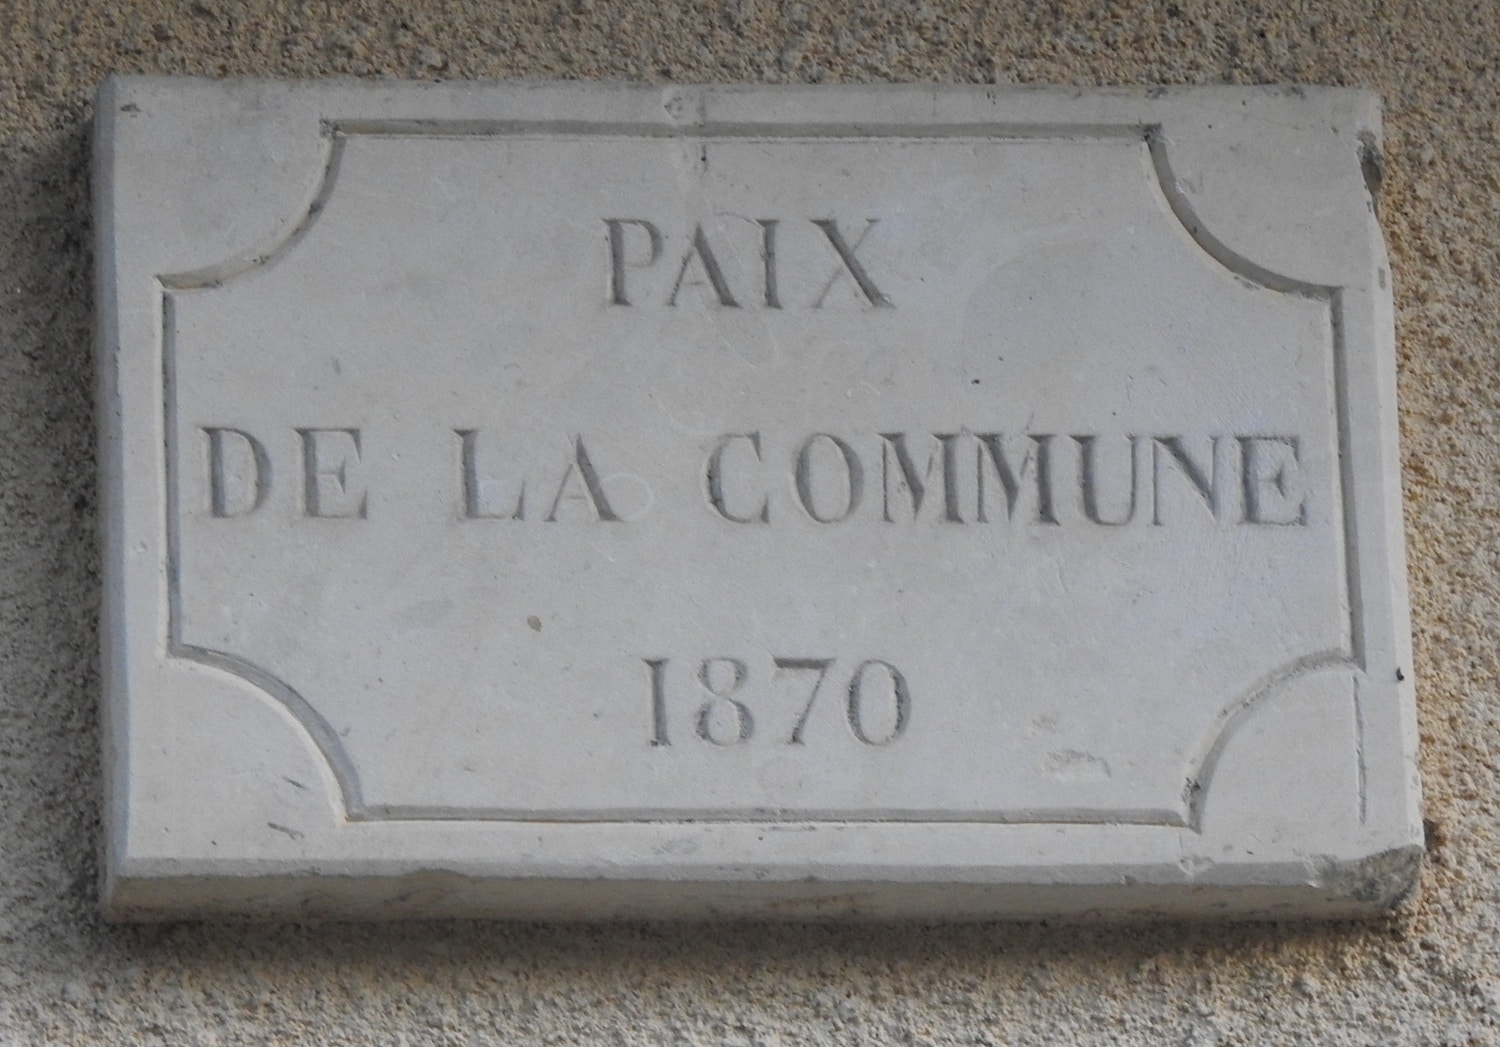 PAIX
DE LA COMMUNE
1870